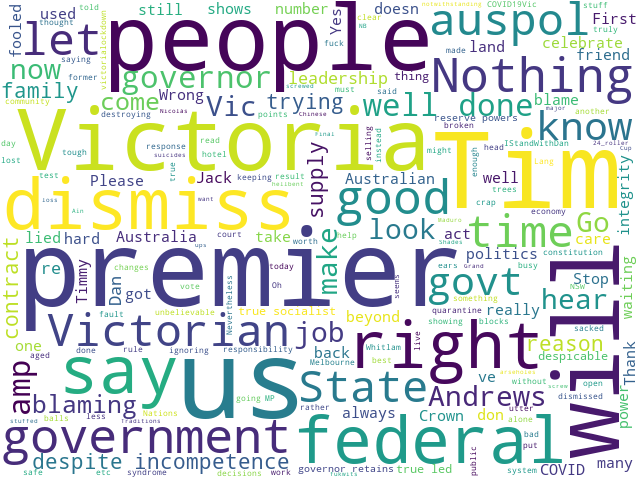 COVID19Vic stuff
told
still shows number Yes doesn auspol First truly
fooled used let people celebrate
now governor leadership thing land friend
family come Wrong trying Vic Nothing blame
destroying points reserve powers broken
well done know
Victoria Tim IStandWithDan 24_roller
tough response hotel selling instead might enough head Lang Cup
lost true suicides Final
test Please Jack keeping result supply Australian good well trees crap integrity
dismiss economy
loss Ain want halibent court help make look time Go care
lied hard Australia take worth act politics constitution
contract re Timmy Dan got ups today Oh premier Maduro Shades ears Grand busy govt NSW Stop sacked hear waiting
changes vote seems something quarantine
fault unbelievable true socialist beyond showing blocks really
one Nevertheless
aged done rule ignoring responsibility Victorian job back Melbourne Whitlam live right reason despicable Thank
amp say us best always State Crown ve don without Andrews will power
blaming less Nations going MP rather dismissed
stuffed balls Traditions utter alone
government federal bad put open screw
despite incompetence public many
safe etc syndrome decisions work governor retains fukwits true led system COVID
victorialockdown saying former community day clear fuck NB made said must screwed Nicolas Chinese notwithstanding major another arseholes